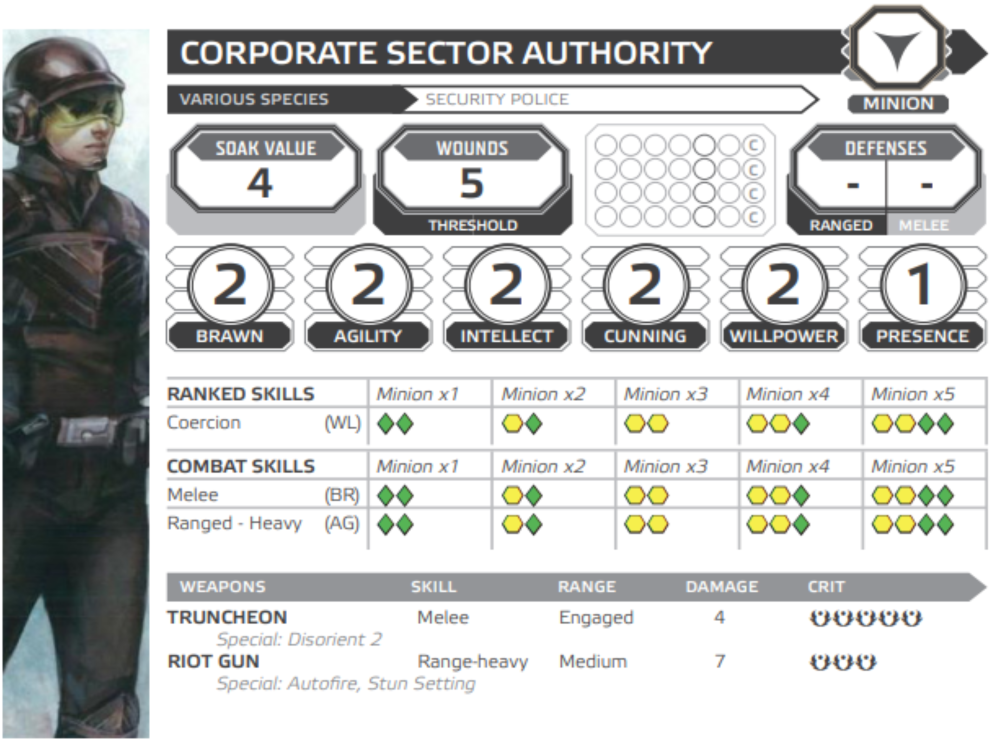 CORPORATE SECTOR AUTHORITY
VARIOUS SPECIES SECURITY POLICE
MINION
SOAK VALUE WOUNDS DEFENSES
4 5 - -
THRESHOLD RANGED MELEE
C
C
C
C
2 2 2 2 2 1
BRAWN AGILITY INTELLECT CUNNING WILLPOWER PRESENCE
RANKED SKILLS Minion x1 Minion x2 Minion x3 Minion x4 Minion x5
Coercion (WL)
COMBAT SKILLS Minion x1 Minion x2 Minion x3 Minion x4 Minion x5
Melee (BR)
Ranged - Heavy (AG)
WEAPONS SKILL RANGE DAMAGE CRIT
TRUNCHEON Melee Engaged 4
Special: Disorient 2
RIOT GUN Range-heavy Medium 7
Special: Autofire, Stun Setting